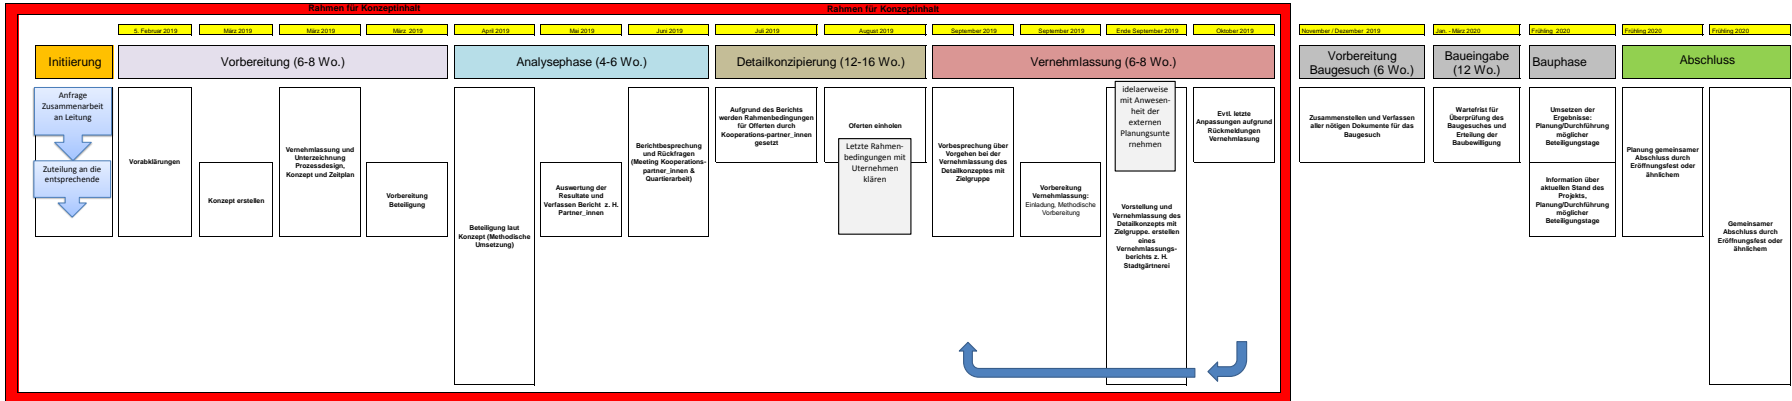 Rahmen für Konzeptinhalt
Rahmen für Konzeptinhalt
5. Februar 2019
März 2019
März 2019
März 2019
April 2019
Mai 2019
Juni 2019
Juli 2019
August 2019
September 2019
September 2019
Ende September 2019
Oktober 2019
November / Dezember 2019
Jan. - März 2020
Frühling 2020
Frühling 2020
Frühling 2020
Initiierung
Vorbereitung (6-8 Wo.)
Analysephase (4-6 Wo.)
Detailkonzipierung (12-16 Wo.)
Vernehmlassung (6-8 Wo.)
Vorbereitung
Baugesuch (6 Wo.)
Baueingabe
(12 Wo.)
Bauphase
Abschluss
Anfrage
Zusammenarbeit
an Leitung
Zuteilung an die
entsprechende
Vorabklärungen
Konzept erstellen
Vernehmlassung und
Unterzeichnung
Prozessdesign,
Konzept und Zeitplan
Vorbereitung
Beteiligung
Beteiligung laut
Konzept (Methodische
Umsetzung)
Auswertung der
Resultate und
Verfassen Bericht z. H.
Partner_innen
Berichtbesprechung
und Rückfragen
(Meeting Kooperations-
partner_innen &
Quartierarbeit)
Aufgrund des Berichts
werden Rahmenbedingungen
für Offerten durch
Kooperations-partner_innen
gesetzt
Oferten einholen
Letzte Rahmen-
bedingungen mit
Uternehmen
klären
Vorbesprechung über
Vorgehen bei der
Vernehmlassung des
Detailkonzeptes mit
Zielgruppe
Vorbereitung
Vernehmlassung:
Einladung, Methodische
Vorbereitung
idelaerweise
mit Anwesen-
heit der
externen
Planungsunte
rnehmen
Vorstellung und
Vernehmlassung des
Detailkonzepts mit
Zielgruppe. erstellen
eines
Vernehmlassungs-
berichts z. H.
Stadtgärtnerei
Evtl. letzte
Anpassungen aufgrund
Rückmeldungen
Vernehmlasung
Zusammenstellen und Verfassen
aller nötigen Dokumente für das
Baugesuch
Wartefrist für
Überprüfung des
Baugesuches und
Erteilung der
Baubewilligung
Umsetzen der
Ergebnisse:
Planung/Durchführung
möglicher
Beteiligungstage
Information über
aktuellen Stand des
Projekts,
Planung/Durchführung
möglicher
Beteiligungstage
Planung gemeinsamer
Abschluss durch
Eröffnungsfest oder
ähnlichem
Gemeinsamer
Abschluss durch
Eröffnungsfest oder
ähnlichem